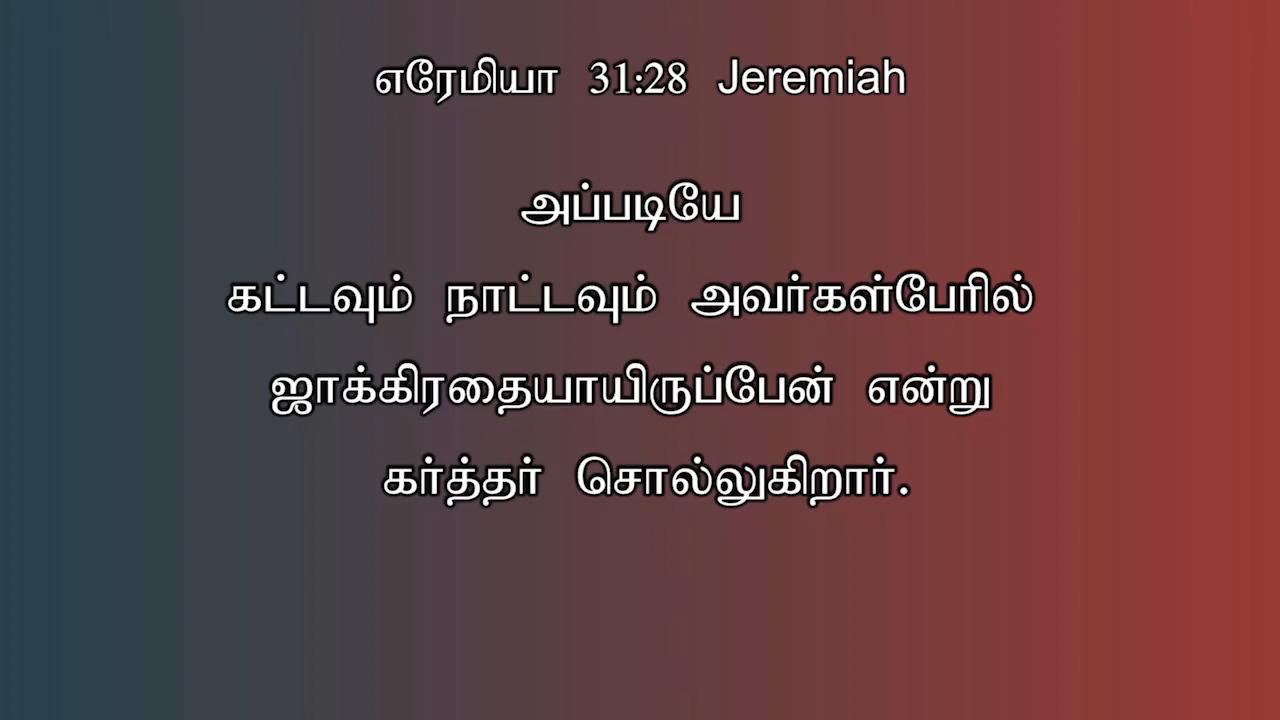 எரேமியா 31:28 Jeremiah
அப்படியே
கட்டவும் நாட்டவும் அவர்கள்பேரில்
ஜாக்கிரதையாயிருப்பேன் என்று
கர்த்தர் சொல்லுகிறார்.